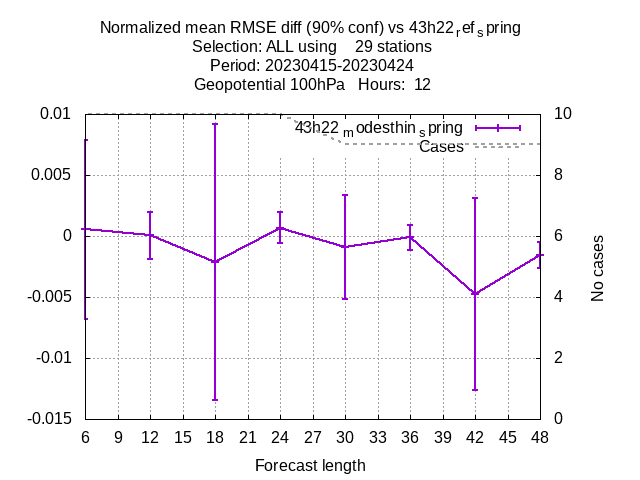 Normalized mean RMSE diff (90% conf) vs 43h22refspring
Selection: ALL using 29 stations
Period: 20230415-20230424
Geopotential 100hPa Hours: 12
0.01
0.005
0
-0.005
-0.01
-0.015
10
8
6
4
2
0
43h22modesthinspring
Cases
No cases
6 9 12 15 18 21 24 27 30 33 36 39 42 45 48
Forecast length